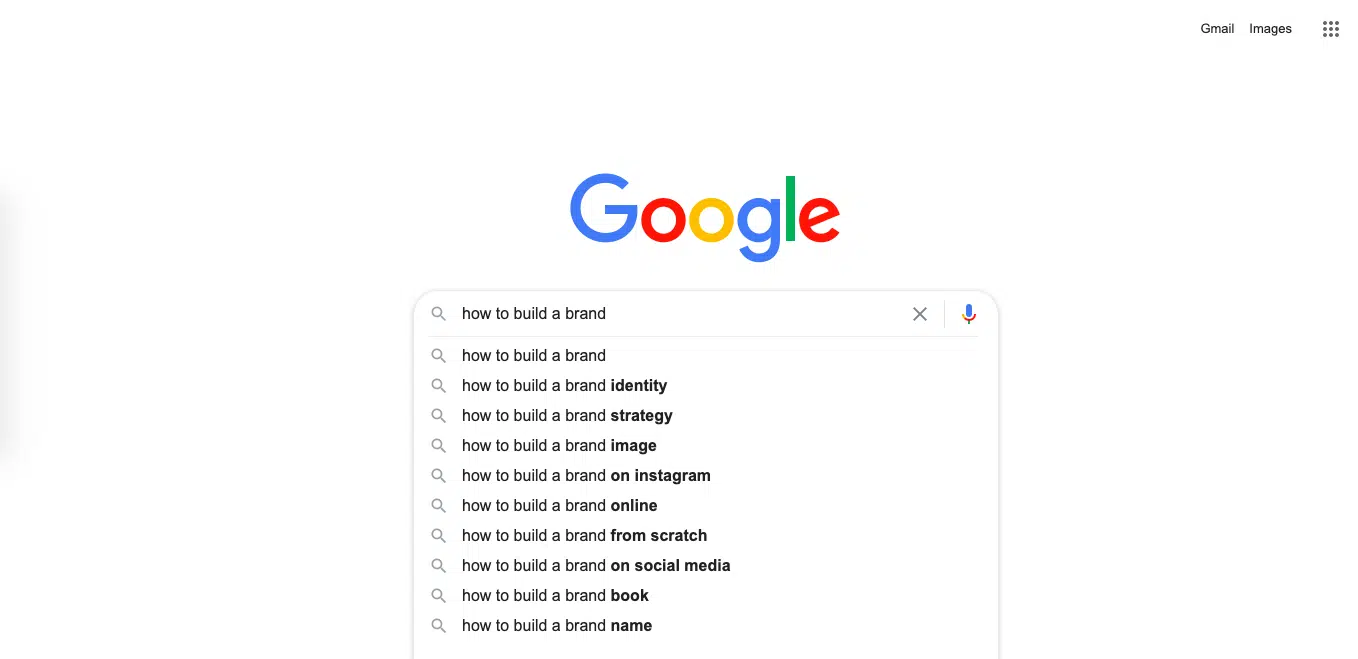 Gmail Images
Google
how to build a brand
how to build a brand
how to build a brand identity
how to build a brand strategy
how to build a brand image
how to build a brand on instagram
how to build a brand online
how to build a brand from scratch
how to build a brand on social media
how to build a brand book
how to build a brand name